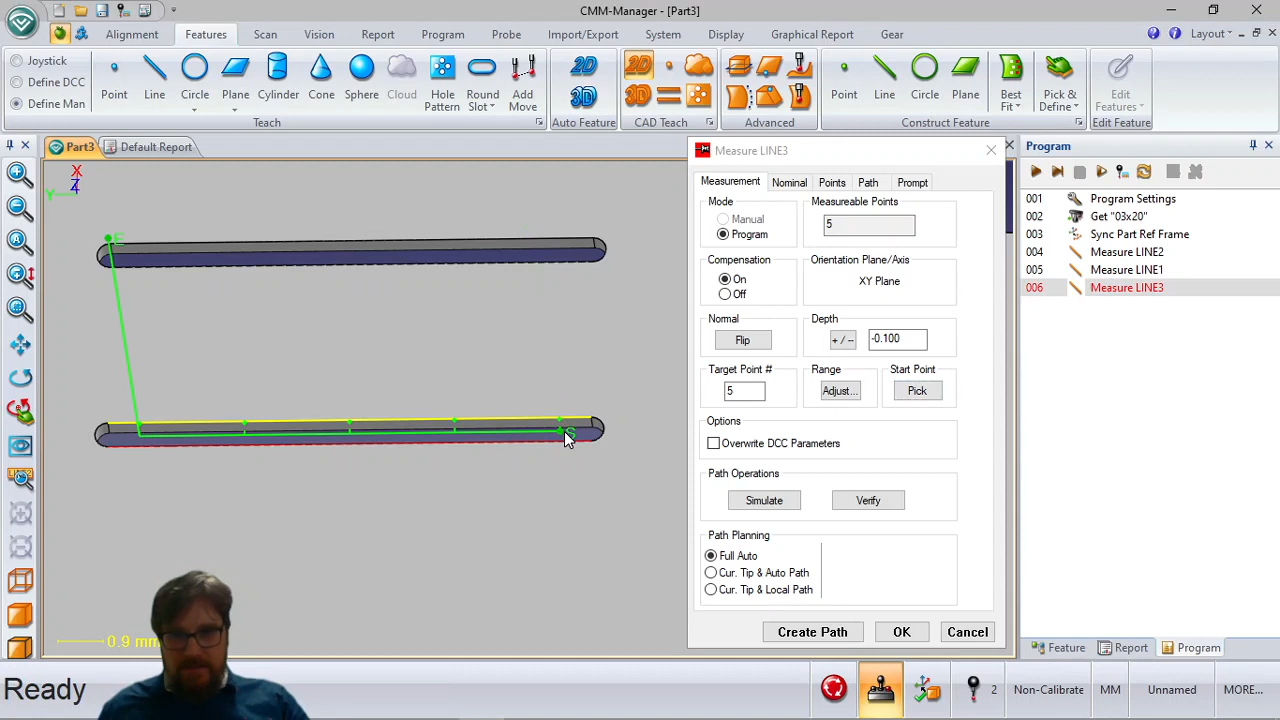 CMM-Manager - [Part3]
Alignment Features Scan Vision Report Program Probe Import/Export System Display Graphical Report Gear Layout
Joystick
Define DCC
Define Man
Point Line Circle Plane Cylinder Cone Sphere Cloud Hole Pattern Round Slot Add Move
Teach
2D
3D
Auto Feature
2D
3D
CAD Teach
Advanced
Point Line Circle Plane Best Fit Pick & Define
Construct Feature
Edit Features
Edit Feature
Part3 Default Report
X
Y Z
E
S
0.9 mm
Measure LINE3
Measurement Nominal Points Path Prompt
Mode
Manual
Program
Measureable Points
5
Compensation
On
Off
Orientation Plane/Axis
XY Plane
Normal
Flip
Depth
+ / --
-0.100
Target Point #
5
Range
Adjust...
Start Point
Pick
Options
Overwrite DCC Parameters
Path Operations
Simulate Verify
Path Planning
Full Auto
Cur. Tip & Auto Path
Cur. Tip & Local Path
Create Path OK Cancel
Program
001 Program Settings
002 Get "03x20"
003 Sync Part Ref Frame
004 Measure LINE2
005 Measure LINE1
006 Measure LINE3
Feature Report Program
Ready
2 Non-Calibrate MM Unnamed MORE...